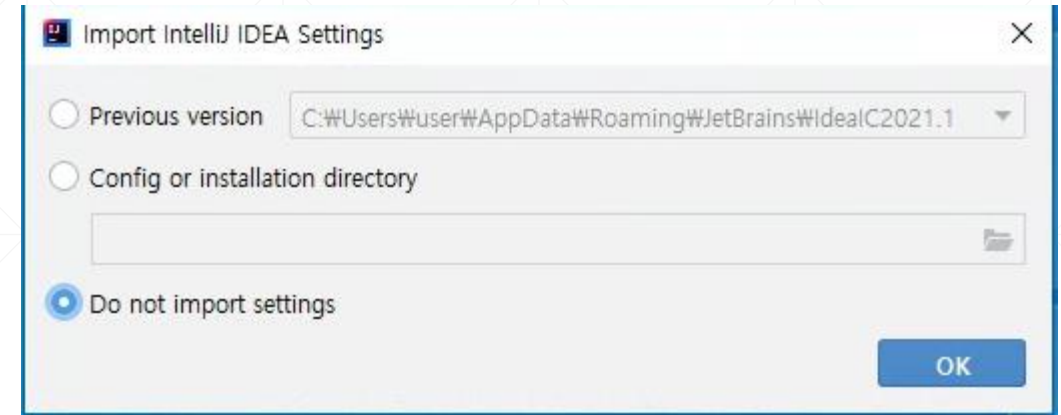 Import IntelliJ IDEA Settings
Previous version C:₩Users₩user₩AppData₩Roaming₩JetBrains₩IdeaIC2021.1
Config or installation directory
Do not import settings
OK